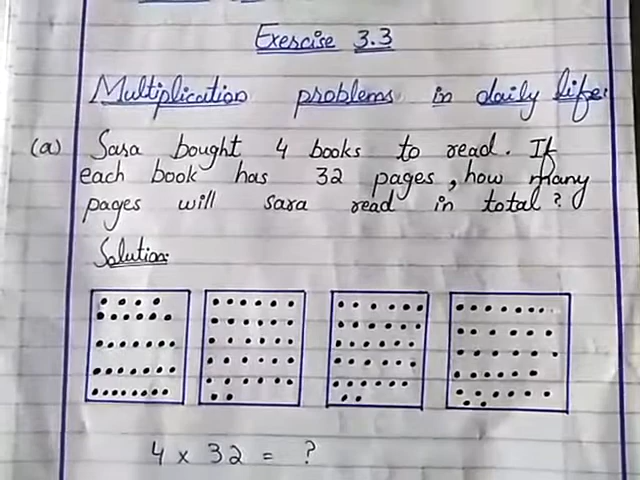 Exercise 3.3
Multiplication problems in daily life:
(a) Sara bought 4 books to read. If
each book has 32 pages, how many
pages will sara read in total?
Solution:
4 x 32 = ?